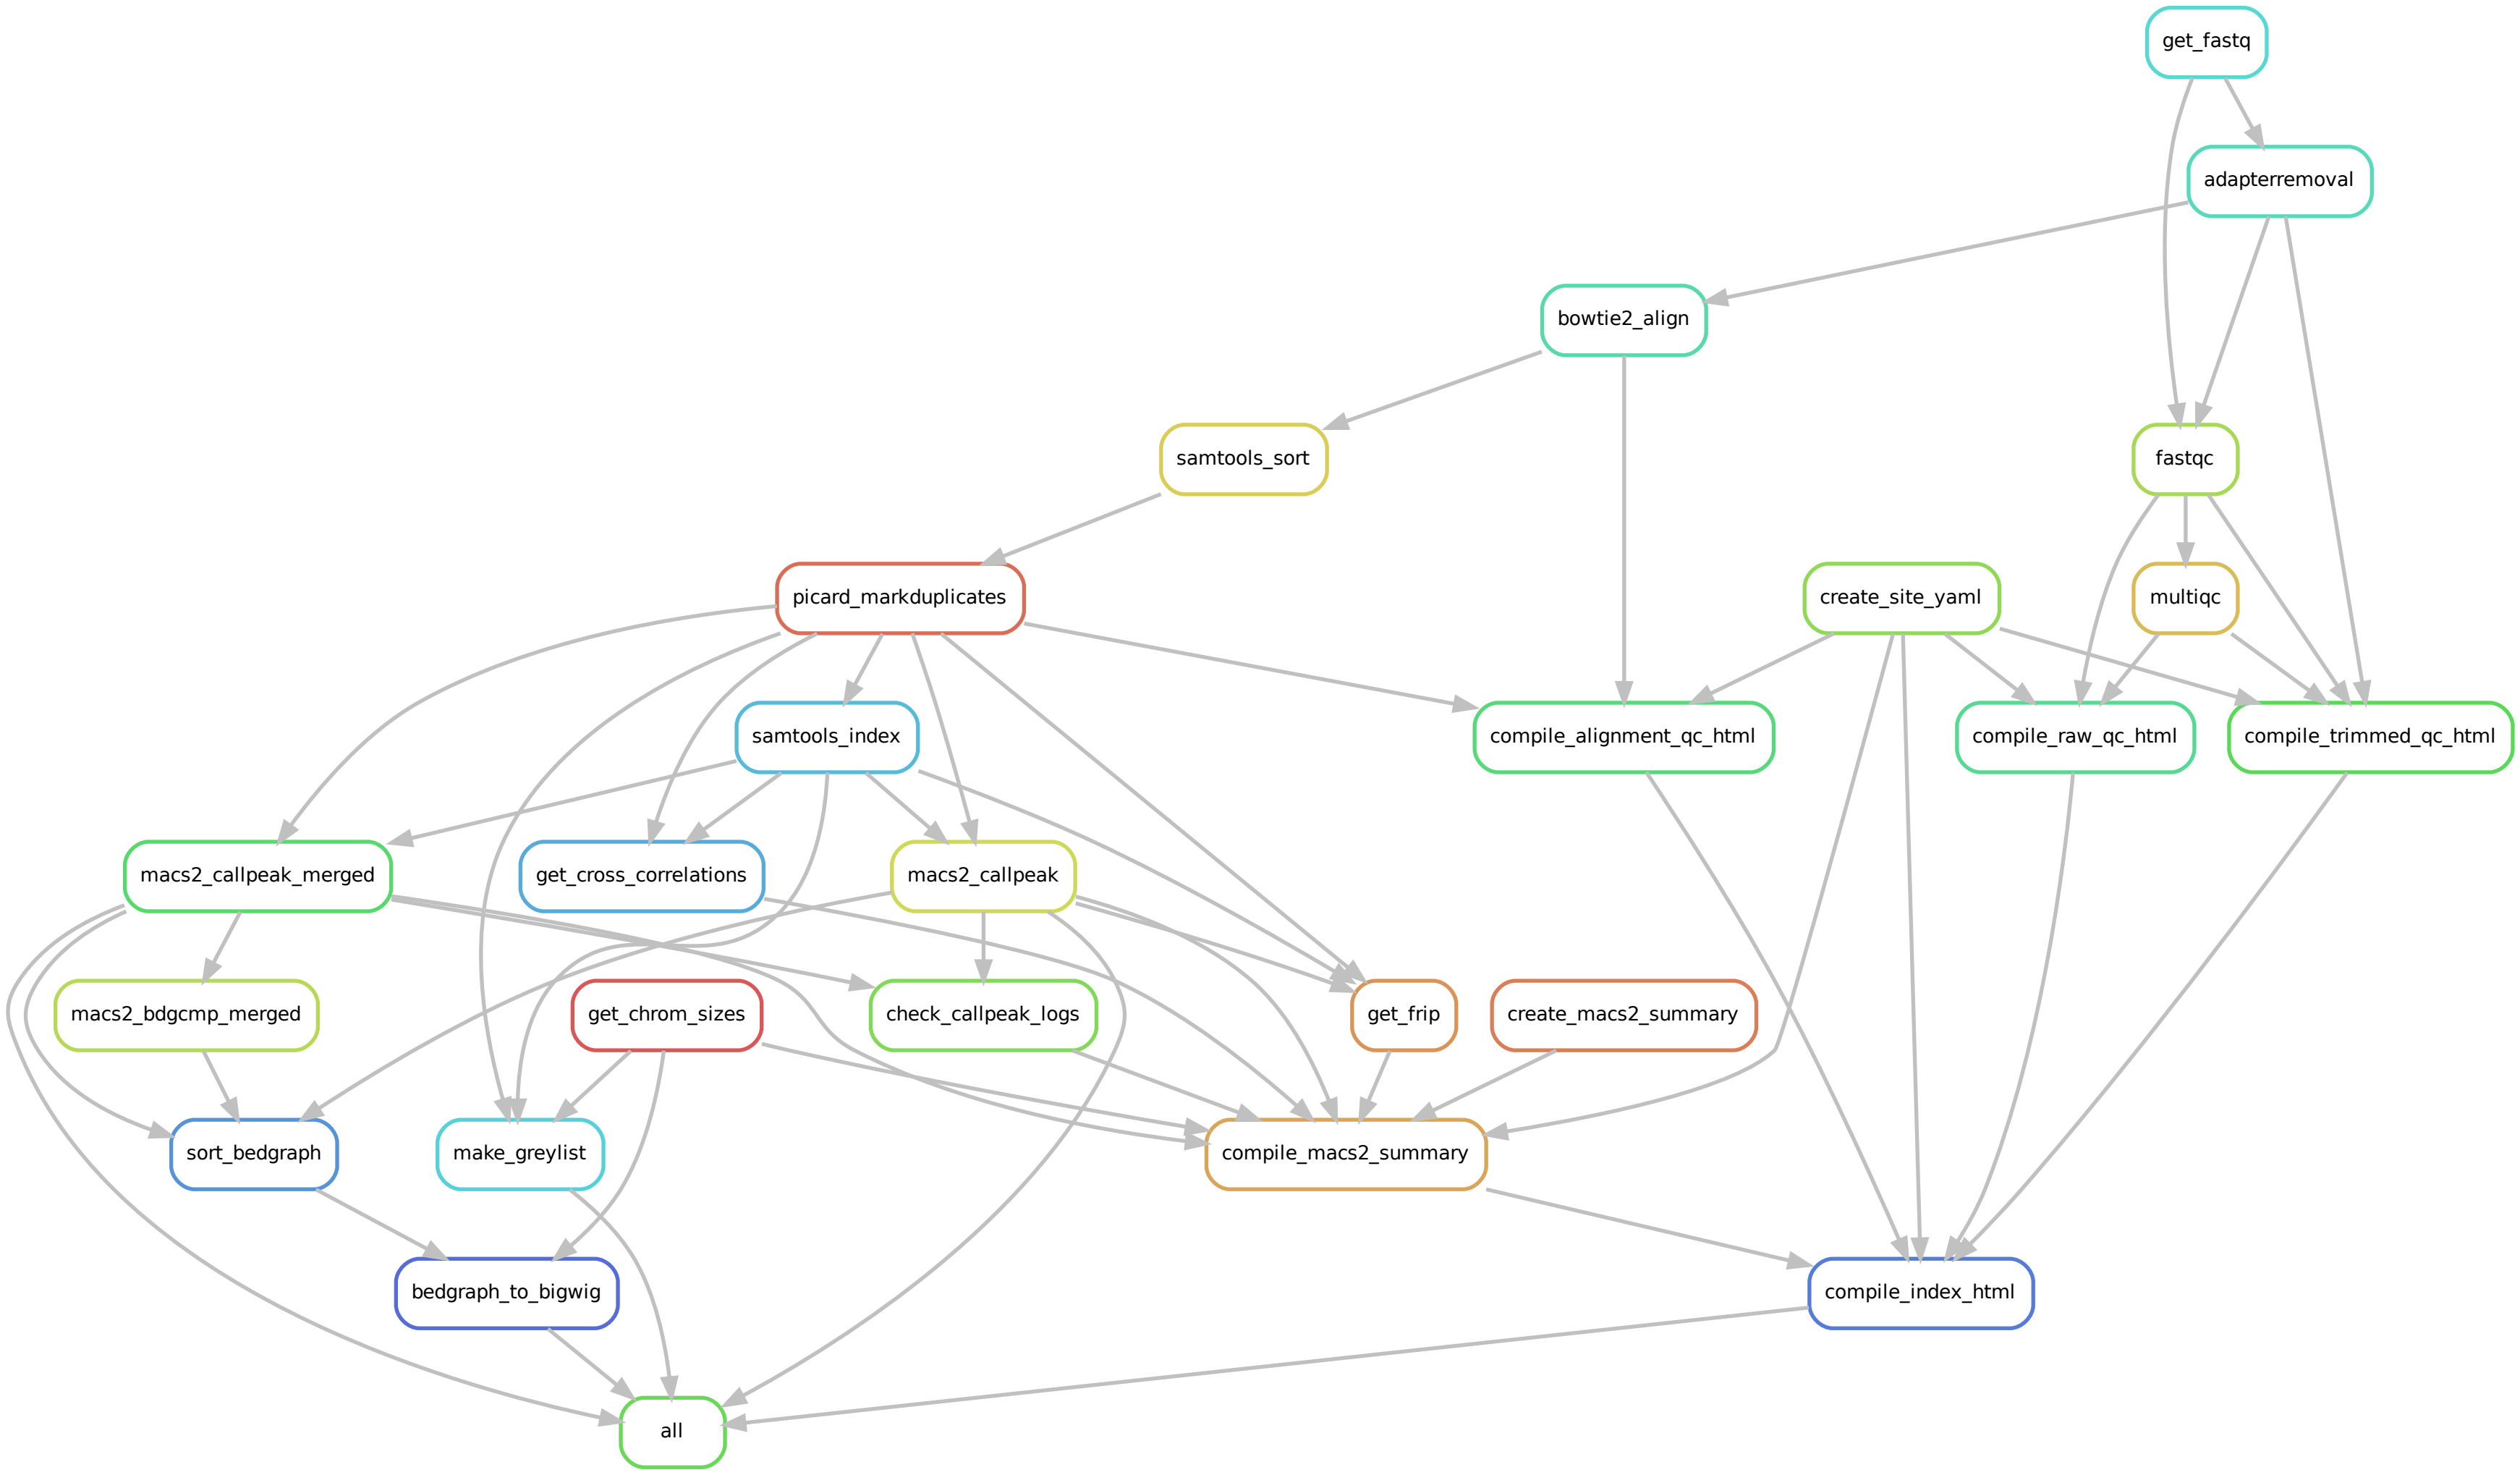 get_fastq
adapterremoval
bowtie2_align
samtools_sort
fastqc
picard_markduplicates
create_site_yaml
multiqc
samtools_index
compile_alignment_qc_html
compile_raw_qc_html
compile_trimmed_qc_html
macs2_callpeak_merged
get_cross_correlations
macs2_callpeak
macs2_bdgcmp_merged
get_chrom_sizes
check_callpeak_logs
get_frip
create_macs2_summary
sort_bedgraph
make_greylist
compile_macs2_summary
bedgraph_to_bigwig
compile_index_html
all